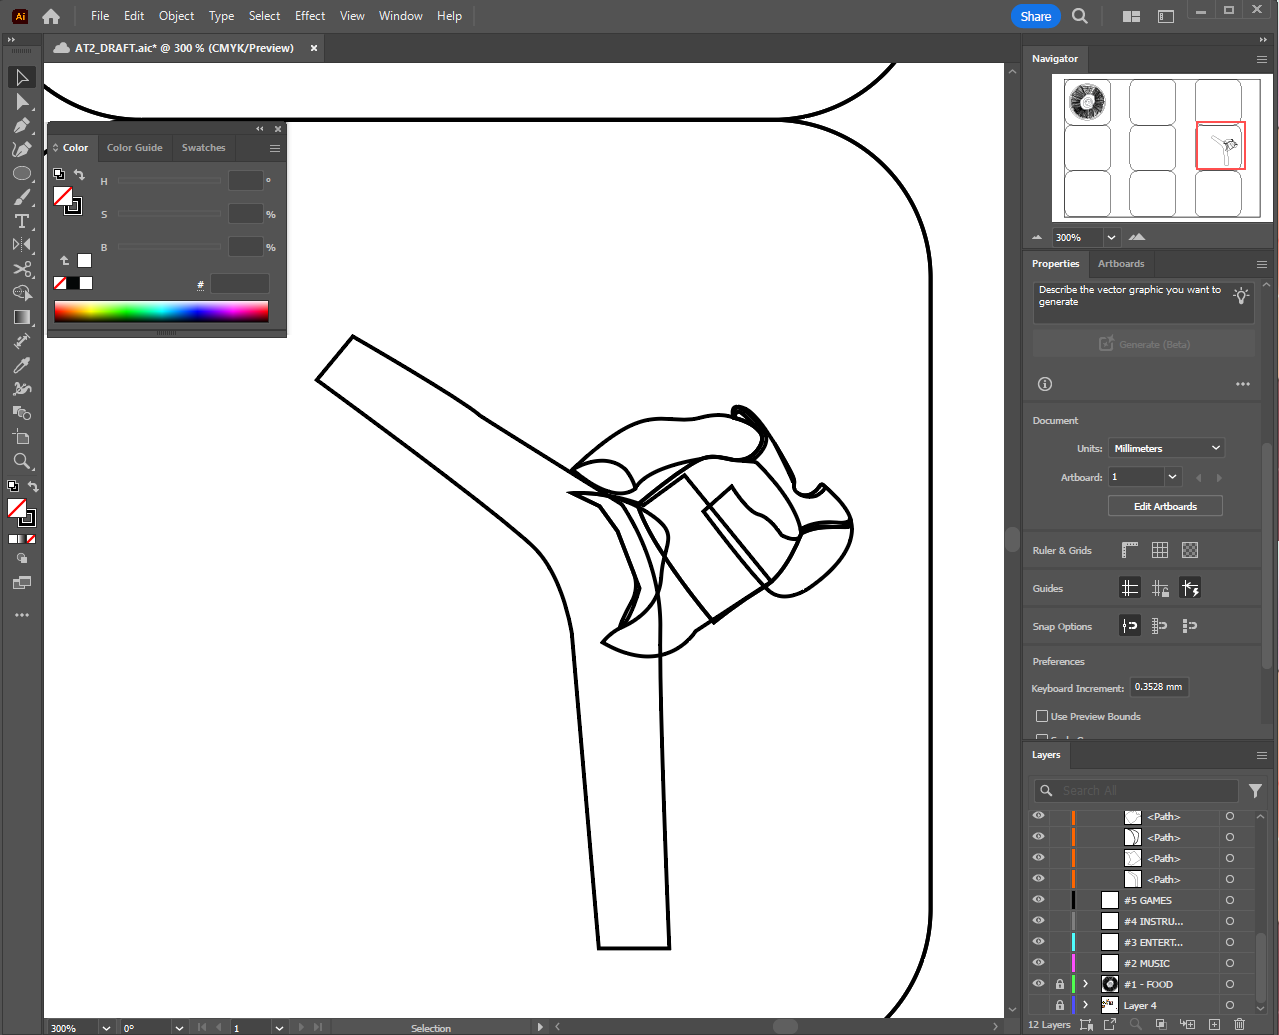 Ai
File Edit Object Type Select Effect View Window Help
Share
AT2_DRAFT.aic* @ 300 % (CMYK/Preview)
Navigator
Color Color Guide Swatches
H °
S %
B %
#
300%
Properties Artboards
Describe the vector graphic you want to
generate
Generate (Beta)
Document
Units: Millimeters
Artboard: 1
Edit Artboards
Ruler & Grids
Guides
Snap Options
Preferences
Keyboard Increment: 0.3528 mm
Use Preview Bounds
Layers
Search All
<Path>
<Path>
<Path>
<Path>
#5 GAMES
#4 INSTRU...
#3 ENTERT...
#2 MUSIC
#1 - FOOD
Layer 4
12 Layers
300% 0° 1 Selection